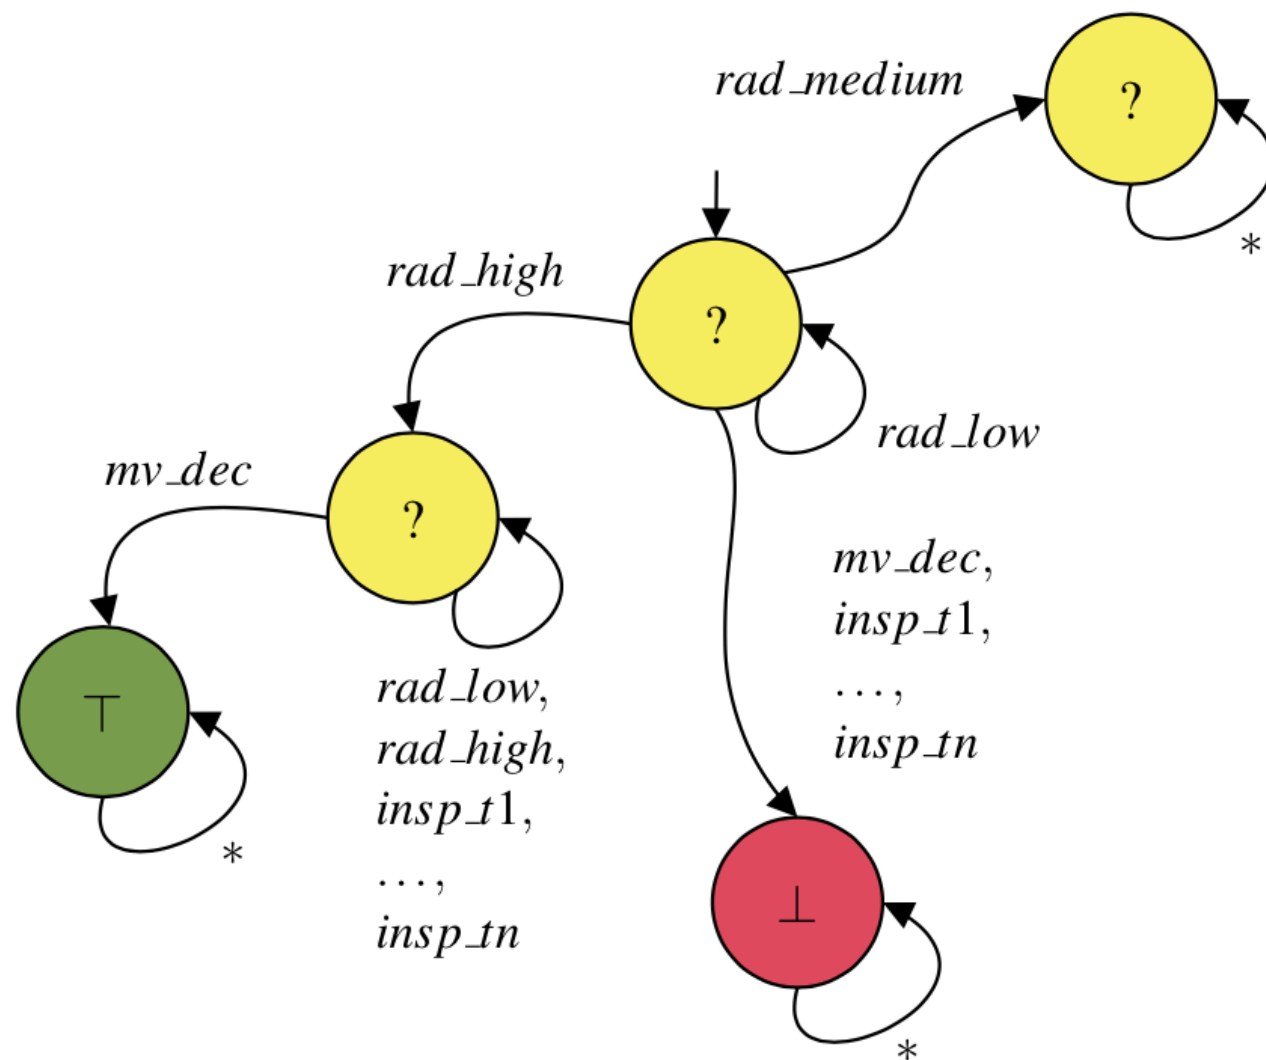 rad_medium
?
*
rad_high
?
rad_low
mv_dec
?
mv_dec,
insp_t1,
...,
insp_tn
⊤
*
rad_low,
rad_high,
insp_t1,
...,
insp_tn
⊥
*